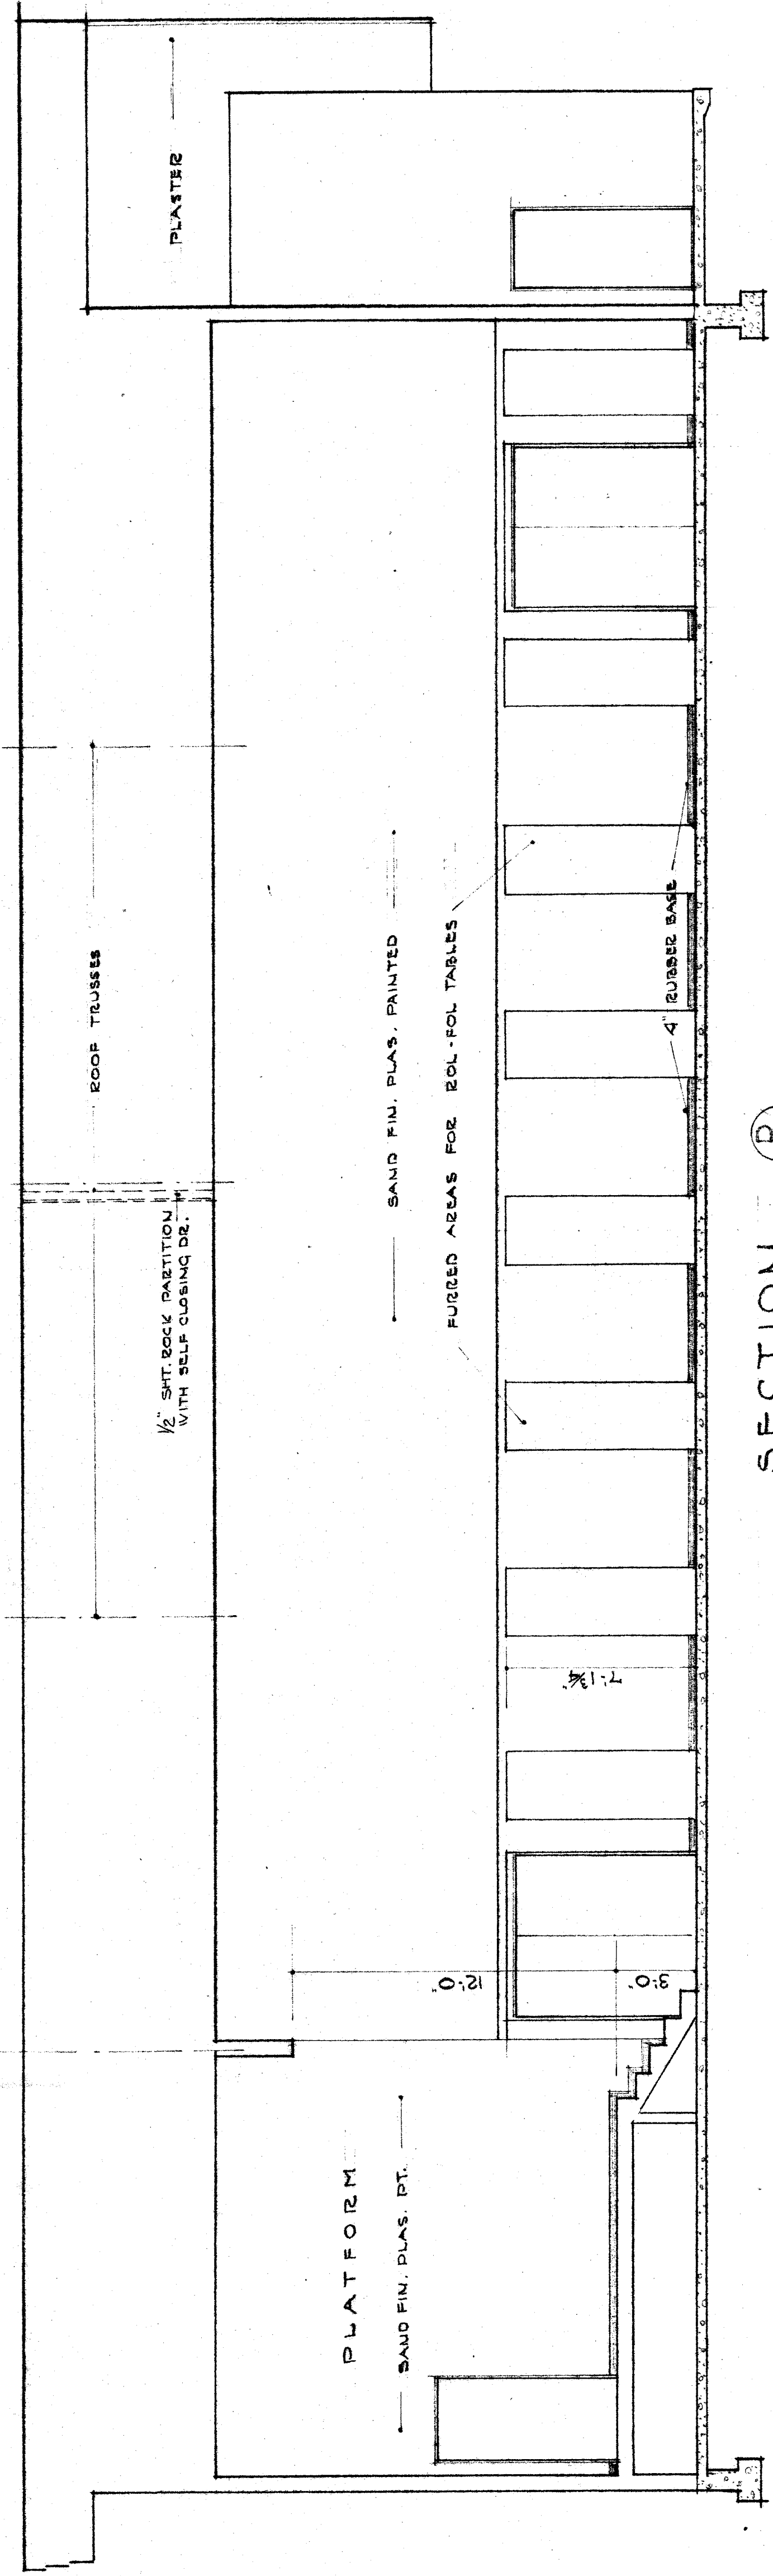 ROOF TRUSSES
1/2" SHT. ROCK PARTITION
WITH SELF CLOSING DR.
PLASTER
PLATFORM
SAND FIN. PLAS. PT.
SAND FIN. PLAS. PAINTED
FURRED AREAS FOR ROL-FOL TABLES
12'-0"
3'-0"
7'-1 3/4"
4" RUBBER BASE
SECTION